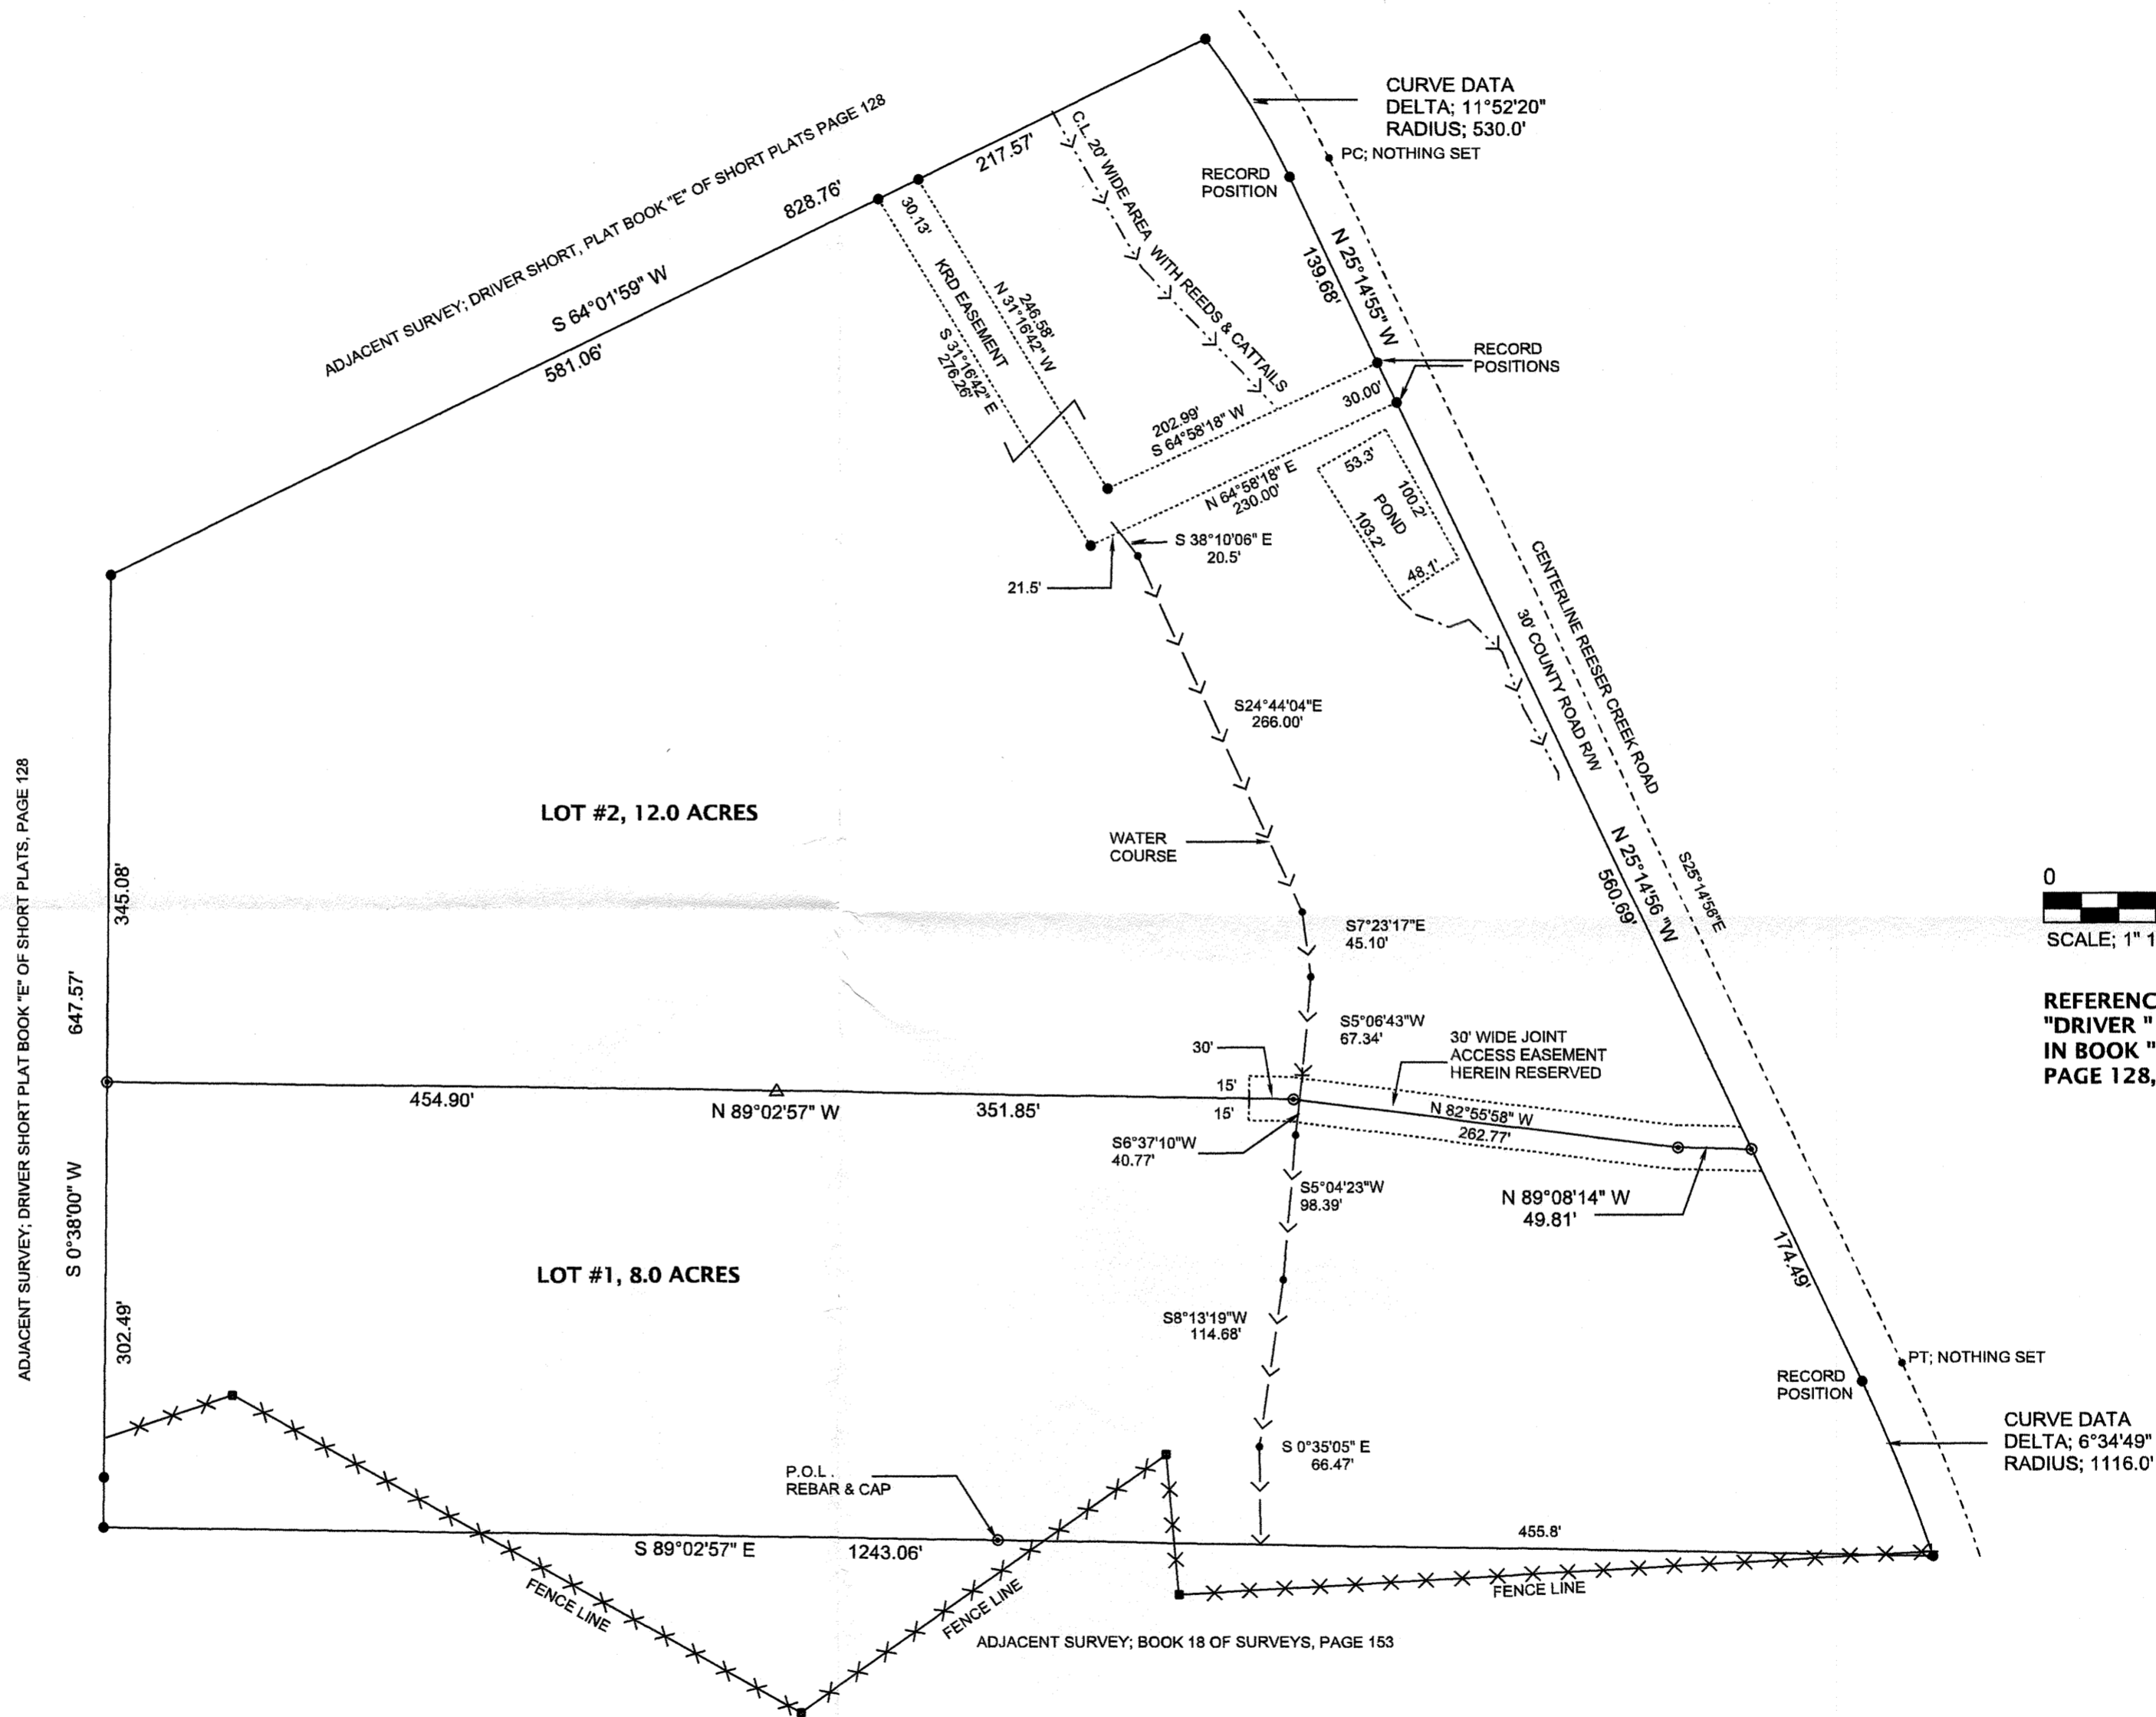 CURVE DATA
DELTA; 11°52'20"
RADIUS; 530.0'
PC; NOTHING SET
RECORD
POSITION
ADJACENT SURVEY; DRIVER SHORT, PLAT BOOK "E" OF SHORT PLATS PAGE 128
828.76'
S 64°01'59" W
581.06'
217.57'
30.13'
C.L. 20' WIDE AREA WITH REEDS & CATTAILS
KRD EASEMENT
246.58'
N 31°16'42" W
S 31°16'42" E
276.26'
N 25°14'55" W
139.68'
RECORD
POSITIONS
30.00'
202.99'
S 64°58'18" W
N 64°58'18" E
230.00'
53.3'
100.2'
POND
103.2'
48.1'
S 38°10'06" E
20.5'
21.5'
CENTERLINE REESER CREEK ROAD
30' COUNTY ROAD R/W
S24°44'04"E
266.00'
LOT #2, 12.0 ACRES
WATER
COURSE
N 25°14'56 "W
560.69'
S25°14'56"E
0
SCALE; 1" 1
REFERENC
"DRIVER "
IN BOOK "
PAGE 128,
ADJACENT SURVEY; DRIVER SHORT PLAT BOOK "E" OF SHORT PLATS, PAGE 128
345.08'
647.57'
S 0°38'00" W
302.49'
S7°23'17"E
45.10'
S5°06'43"W
67.34'
30'
30' WIDE JOINT
ACCESS EASEMENT
HEREIN RESERVED
15'
15'
454.90'
N 89°02'57" W
351.85'
N 82°55'58" W
262.77'
S6°37'10"W
40.77'
S5°04'23"W
98.39'
N 89°08'14" W
49.81'
174.49'
LOT #1, 8.0 ACRES
S8°13'19"W
114.68'
PT; NOTHING SET
RECORD
POSITION
CURVE DATA
DELTA; 6°34'49"
RADIUS; 1116.0'
S 0°35'05" E
66.47'
P.O.L.
REBAR & CAP
455.8'
S 89°02'57" E
1243.06'
FENCE LINE
FENCE LINE
FENCE LINE
ADJACENT SURVEY; BOOK 18 OF SURVEYS, PAGE 153